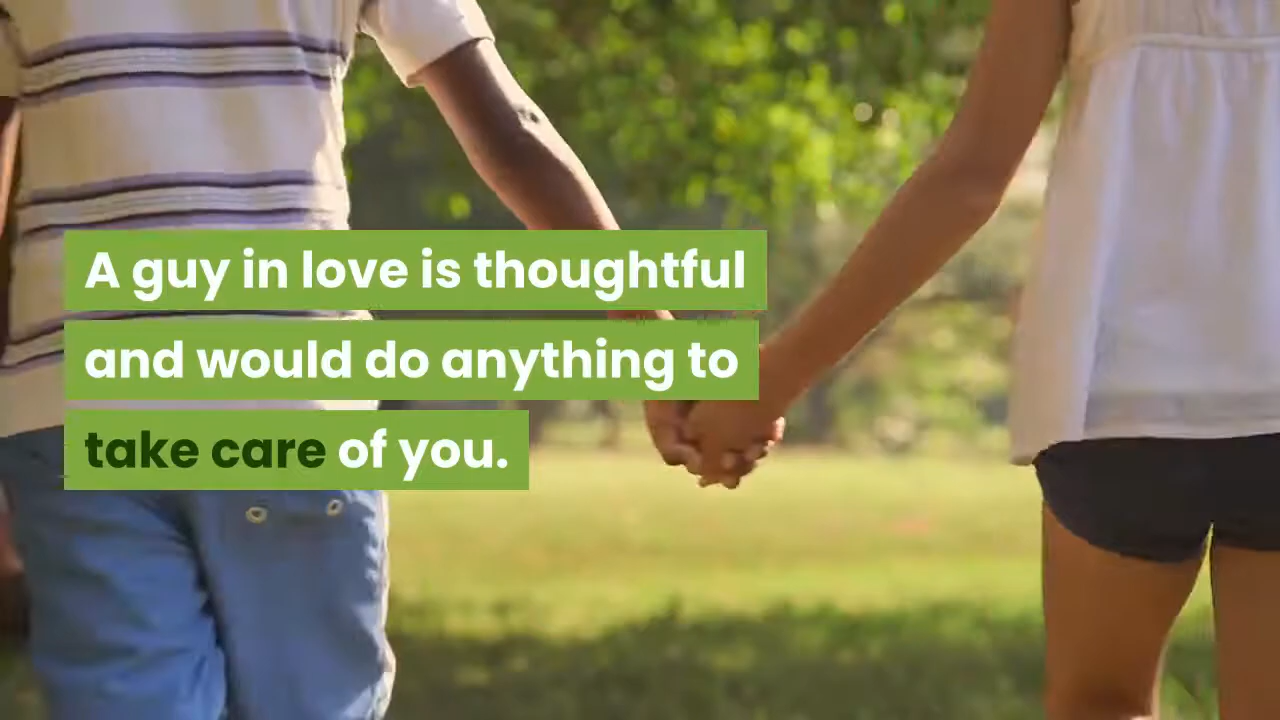 A guy in love is thoughtful
and would do anything to
take care of you.